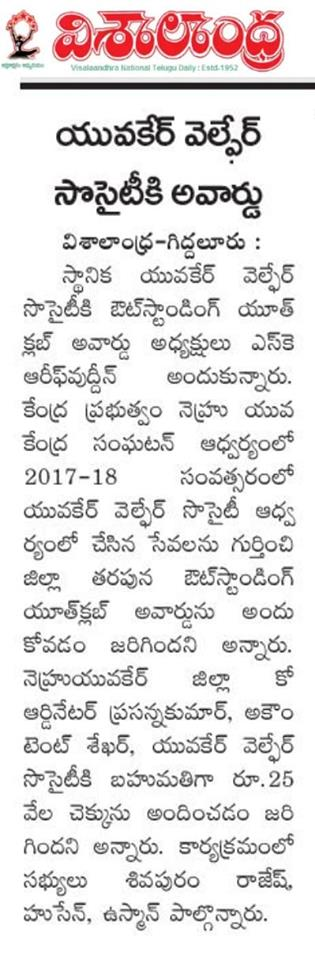 విశాలాంధ్ర
Visalaandhra National Telugu Daily : Estd-1952
యువకేర్ వెల్ఫేర్
సొసైటీకి అవార్డు
విశాలాంధ్ర-గిద్దలూరు :
స్థానిక యువకేర్ వెల్ఫేర్
సొసైటీకి ఔట్‌స్టాండింగ్ యూత్
క్లబ్ అవార్డు అధ్యక్షులు ఎస్‌కె
ఆరీఫ్‌వుద్దీన్ అందుకున్నారు.
కేంద్ర ప్రభుత్వం నెహ్రు యువ
కేంద్ర సంఘటన్ ఆధ్వర్యంలో
2017-18 సంవత్సరంలో
యువకేర్ వెల్ఫేర్ సొసైటీ ఆధ్వ
ర్యంలో చేసిన సేవలను గుర్తించి
జిల్లా తరపున ఔట్‌స్టాండింగ్
యూత్‌క్లబ్ అవార్డును అందు
కోవడం జరిగిందని అన్నారు.
నెహ్రుయువకేర్ జిల్లా కో
ఆర్డినేటర్ ప్రసన్నకుమార్, అకౌం
టెంట్ శేఖర్, యువకేర్ వెల్ఫేర్
సొసైటీకి బహుమతిగా రూ.25
వేల చెక్కును అందించడం జరి
గిందని అన్నారు. కార్యక్రమంలో
సభ్యులు శివపురం రాజేష్,
హుసేన్, ఉస్మాన్ పాల్గొన్నారు.